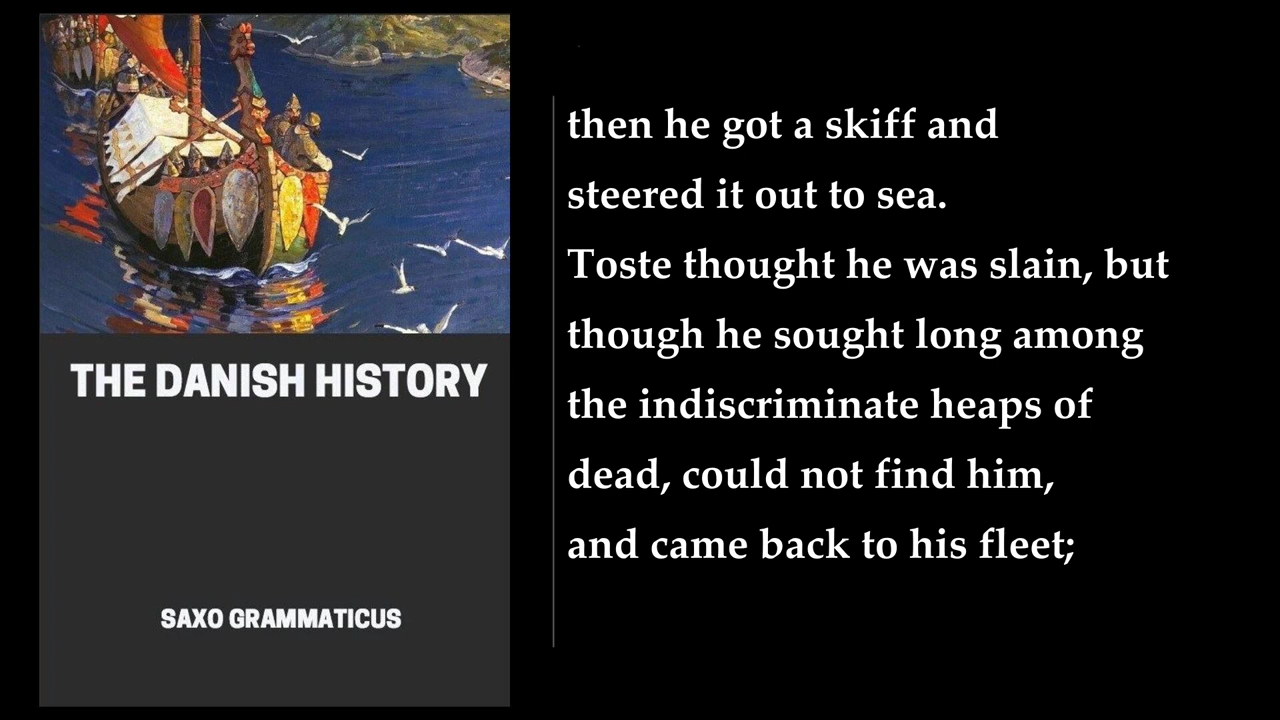 THE DANISH HISTORY
SAXO GRAMMATICUS
then he got a skiff and
steered it out to sea.
Toste thought he was slain, but
though he sought long among
the indiscriminate heaps of
dead, could not find him,
and came back to his fleet;